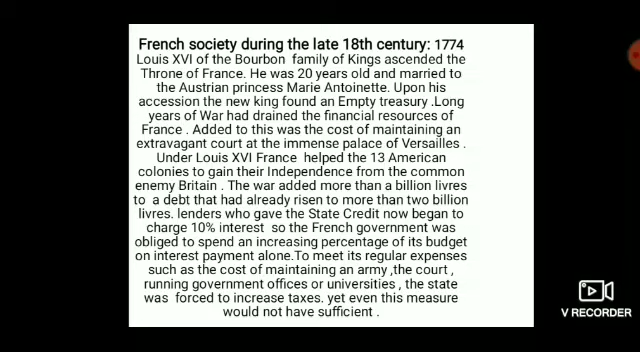 French society during the late 18th century: 1774
Louis XVI of the Bourbon family of Kings ascended the
Throne of France. He was 20 years old and married to
the Austrian princess Marie Antoinette. Upon his
accession the new king found an Empty treasury .Long
years of War had drained the financial resources of
France . Added to this was the cost of maintaining an
extravagant court at the immense palace of Versailles .
Under Louis XVI France helped the 13 American
colonies to gain their Independence from the common
enemy Britain . The war added more than a billion livres
to a debt that had already risen to more than two billion
livres. lenders who gave the State Credit now began to
charge 10% interest so the French government was
obliged to spend an increasing percentage of its budget
on interest payment alone.To meet its regular expenses
such as the cost of maintaining an army ,the court ,
running government offices or universities , the state
was forced to increase taxes. yet even this measure
would not have sufficient .
V RECORDER